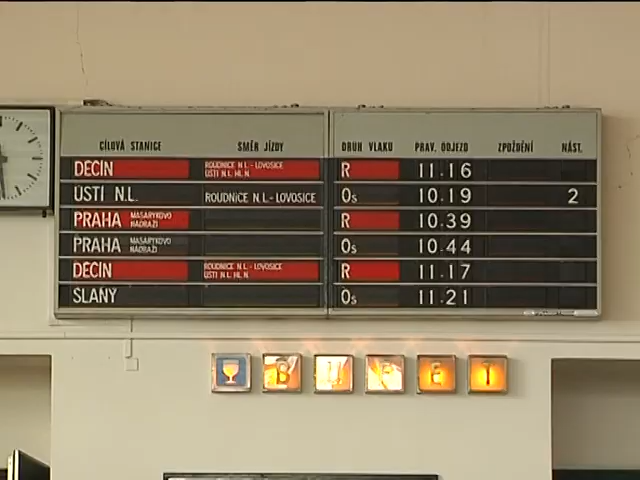 CÍLOVÁ STANICE SMĚR JÍZDY DRUH VLAKU PRAV. ODJEZD ZPOŽDĚNÍ NÁST.
DĚČÍN ROUDNICE N.L.-LOVOSICE ÚSTÍ N.L. HL.N. R 11.16
ÚSTÍ N.L. ROUDNICE N.L.-LOVOSICE Os 10.19 2
PRAHA MASARYKOVO NÁDRAŽÍ R 10.39
PRAHA MASARYKOVO NÁDRAŽÍ Os 10.44
DĚČÍN ROUDNICE N.L.-LOVOSICE ÚSTÍ N.L. HL.N. R 11.17
SLANÝ Os 11.21
BUFET